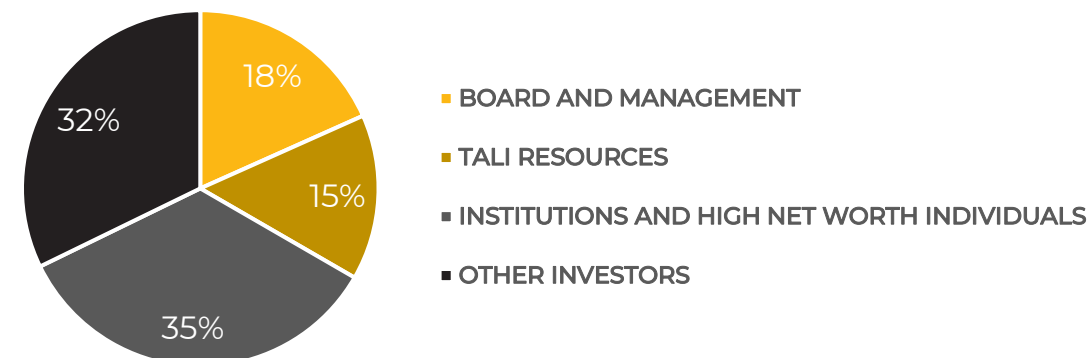 18%
32%
15%
35%
BOARD AND MANAGEMENT
TALI RESOURCES
INSTITUTIONS AND HIGH NET WORTH INDIVIDUALS
OTHER INVESTORS